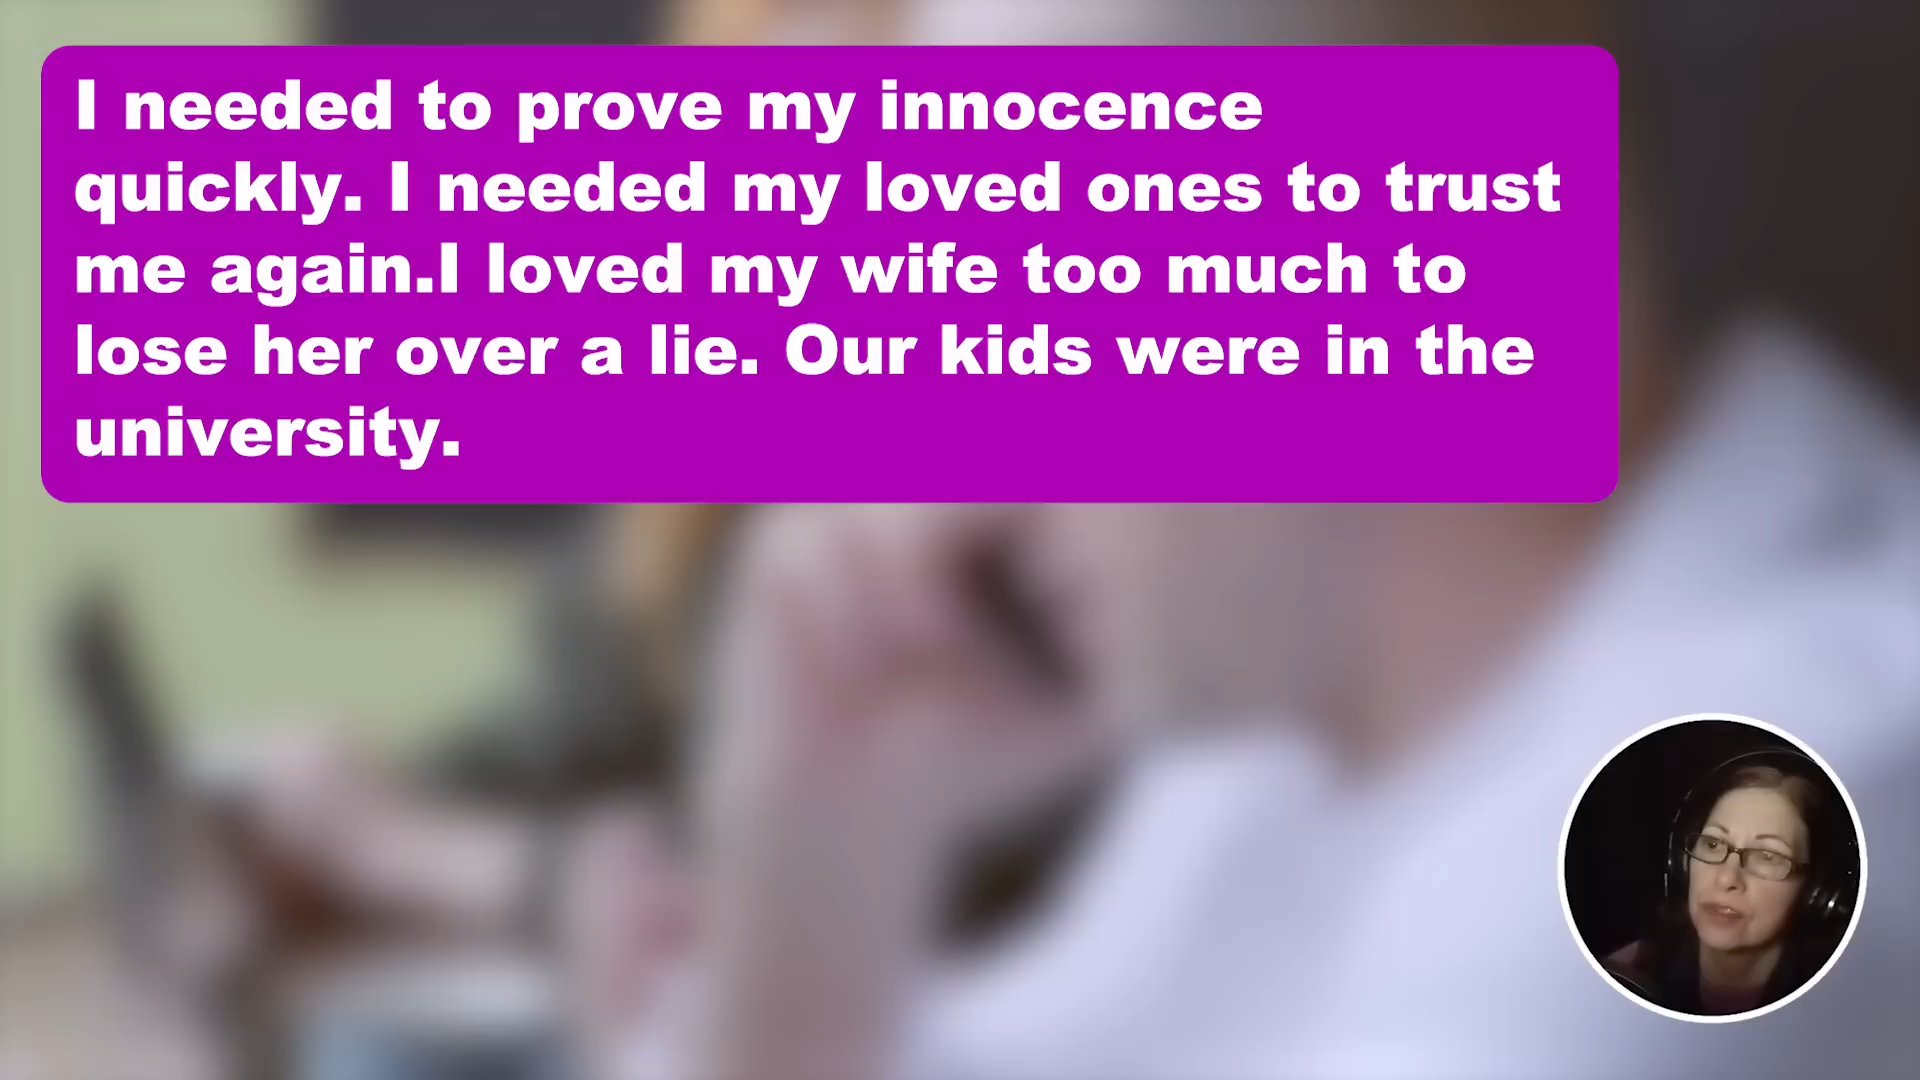 I needed to prove my innocence
quickly. I needed my loved ones to trust
me again.I loved my wife too much to
lose her over a lie. Our kids were in the
university.